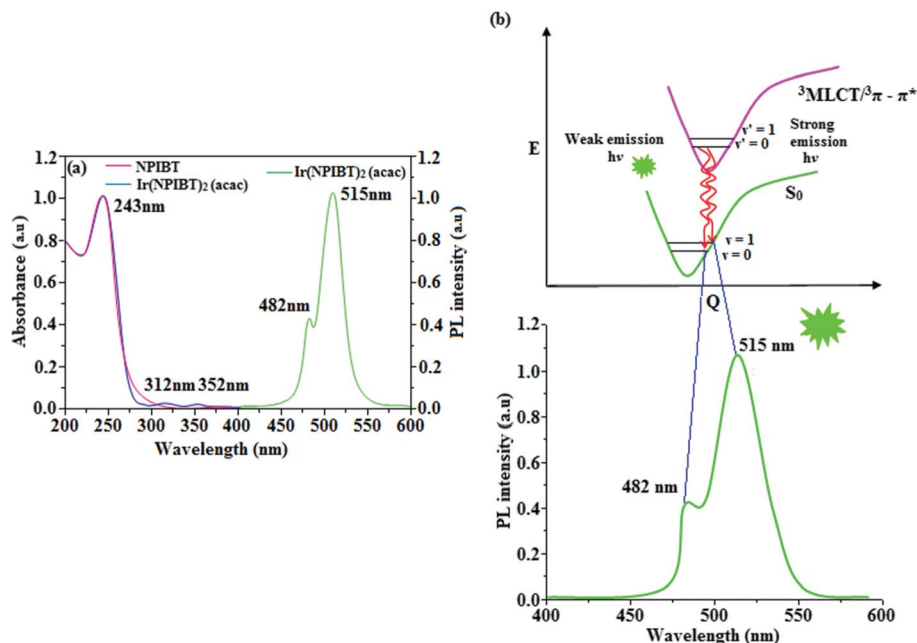 (a)
NPIBT
Ir(NPIBT)₂ (acac)
Ir(NPIBT)₂ (acac)
243nm
312nm
352nm
482nm
515nm
1.2
1.0
0.8
0.6
0.4
0.2
0.0
Absorbance (a.u)
1.2
1.0
0.8
0.6
0.4
0.2
0.0
PL intensity (a.u)
200 250 300 350 400 450 500 550 600
Wavelength (nm)
(b)
E
³MLCT/³π - π*
Weak emission
hν
v' = 1
v' = 0
Strong
emission
hν
S₀
v = 1
v = 0
Q
1.2
1.0
0.8
0.6
0.4
0.2
0.0
PL intensity (a.u)
515 nm
482 nm
400 450 500 550 600
Wavelength (nm)